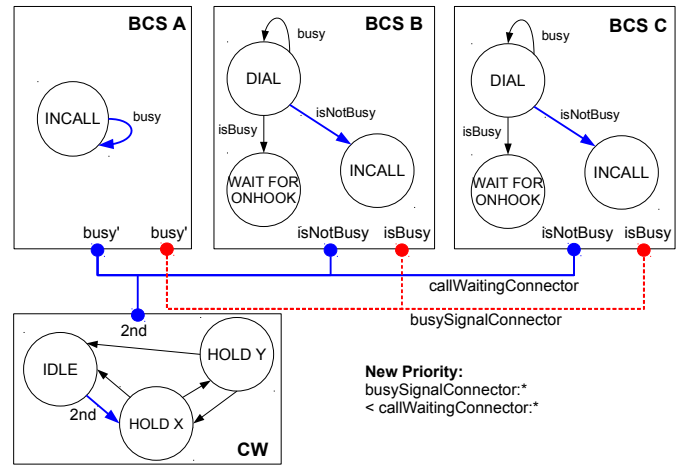 BCS A
BCS B
BCS C
busy
busy
DIAL
DIAL
INCALL
busy
isNotBusy
isNotBusy
isBusy
isBusy
WAIT FOR
ONHOOK
INCALL
WAIT FOR
ONHOOK
INCALL
busy'
busy'
isNotBusy
isBusy
isNotBusy
isBusy
callWaitingConnector
busySignalConnector
2nd
IDLE
HOLD Y
2nd
HOLD X
CW
New Priority:
busySignalConnector:*
< callWaitingConnector:*